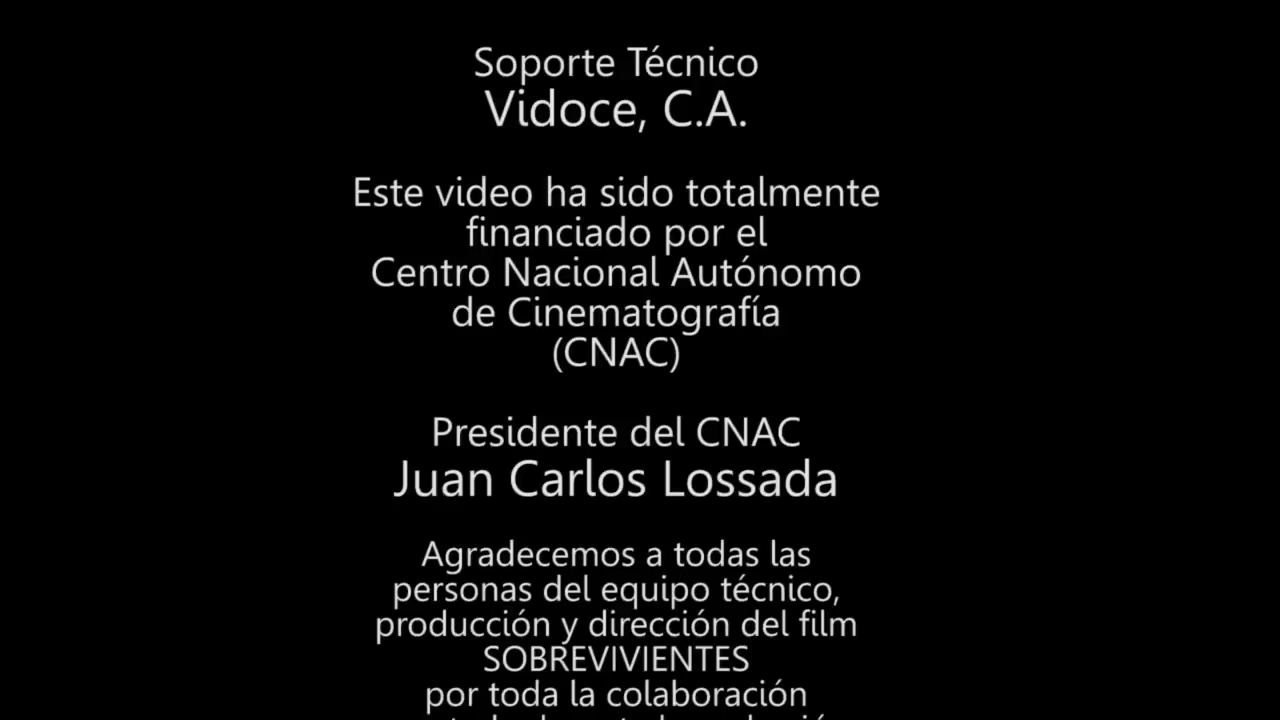 Soporte Técnico
Vidoce, C.A.
Este video ha sido totalmente
financiado por el
Centro Nacional Autónomo
de Cinematografía
(CNAC)
Presidente del CNAC
Juan Carlos Lossada
Agradecemos a todas las
personas del equipo técnico,
producción y dirección del film
SOBREVIVIENTES
por toda la colaboración